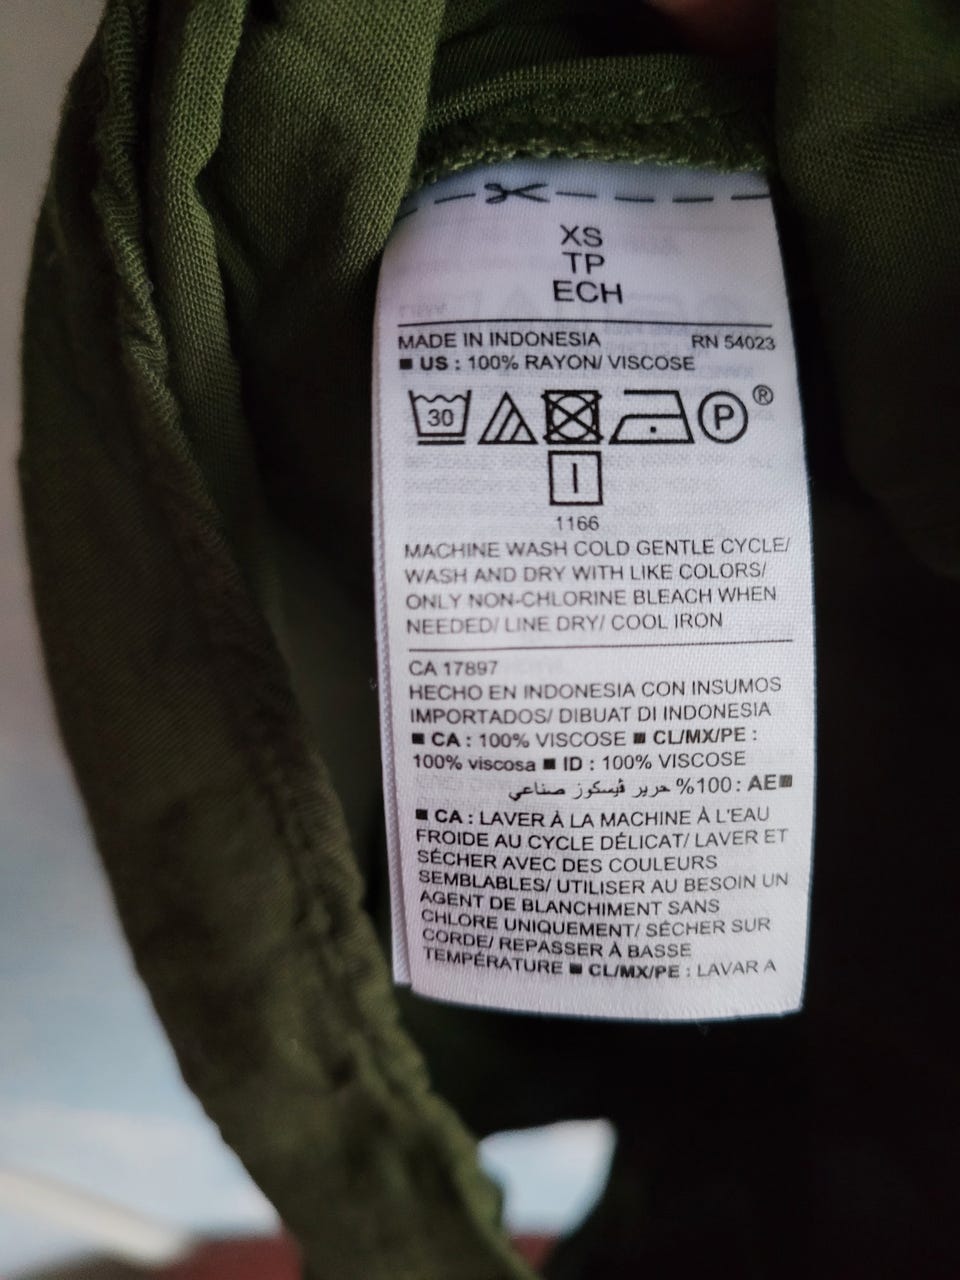 XS
TP
ECH
MADE IN INDONESIA RN 54023
■ US : 100% RAYON/ VISCOSE
30 P ®
1166
MACHINE WASH COLD GENTLE CYCLE/
WASH AND DRY WITH LIKE COLORS/
ONLY NON-CHLORINE BLEACH WHEN
NEEDED/ LINE DRY/ COOL IRON
CA 17897
HECHO EN INDONESIA CON INSUMOS
IMPORTADOS/ DIBUAT DI INDONESIA
■ CA : 100% VISCOSE ■ CL/MX/PE :
100% viscosa ■ ID : 100% VISCOSE
■AE : 100% حرير ڤيسكوز صناعي
■ CA : LAVER À LA MACHINE À L'EAU
FROIDE AU CYCLE DÉLICAT/ LAVER ET
SÉCHER AVEC DES COULEURS
SEMBLABLES/ UTILISER AU BESOIN UN
AGENT DE BLANCHIMENT SANS
CHLORE UNIQUEMENT/ SÉCHER SUR
CORDE/ REPASSER À BASSE
TEMPÉRATURE ■ CL/MX/PE : LAVAR A